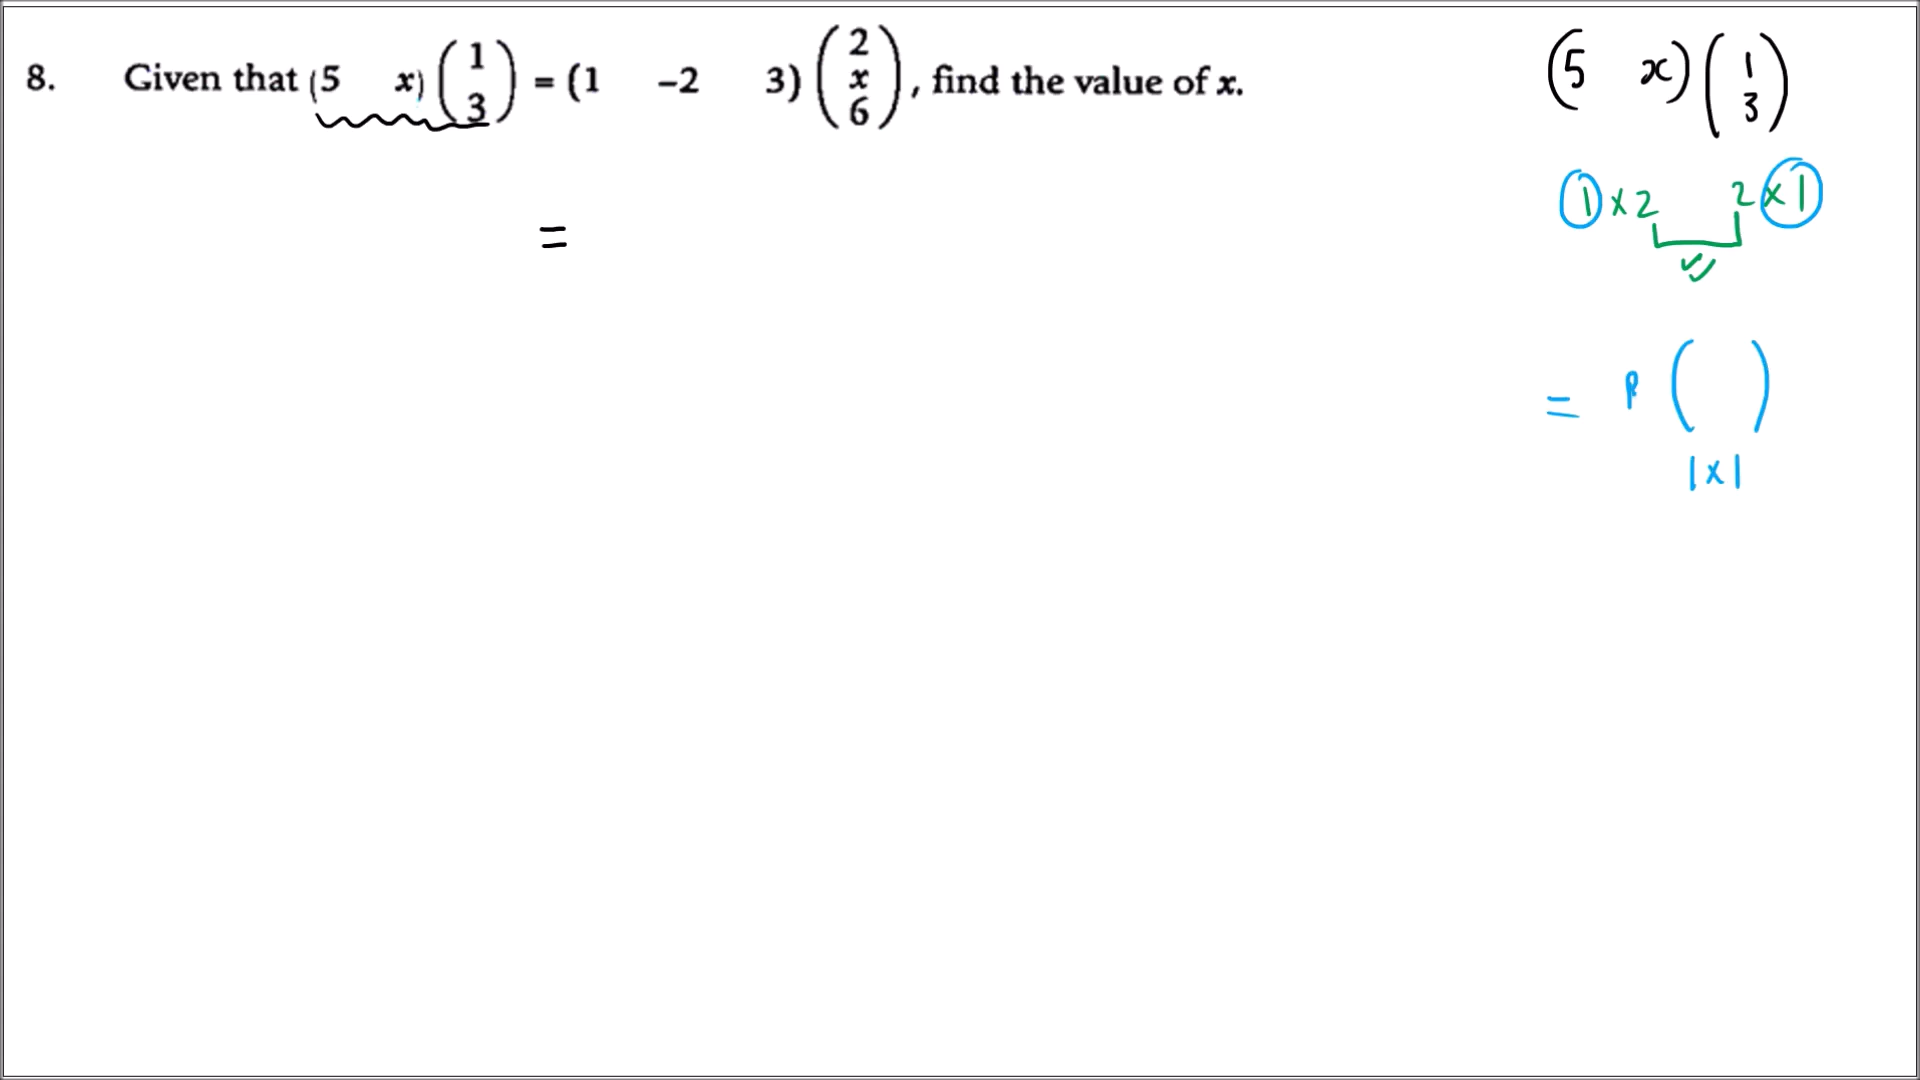 8. Given that (5 x) (1 3) = (1 -2 3) (2 x 6), find the value of x.
=
(5 x) (1 3)
1 x 2 2 x 1
= ( )
1 x 1